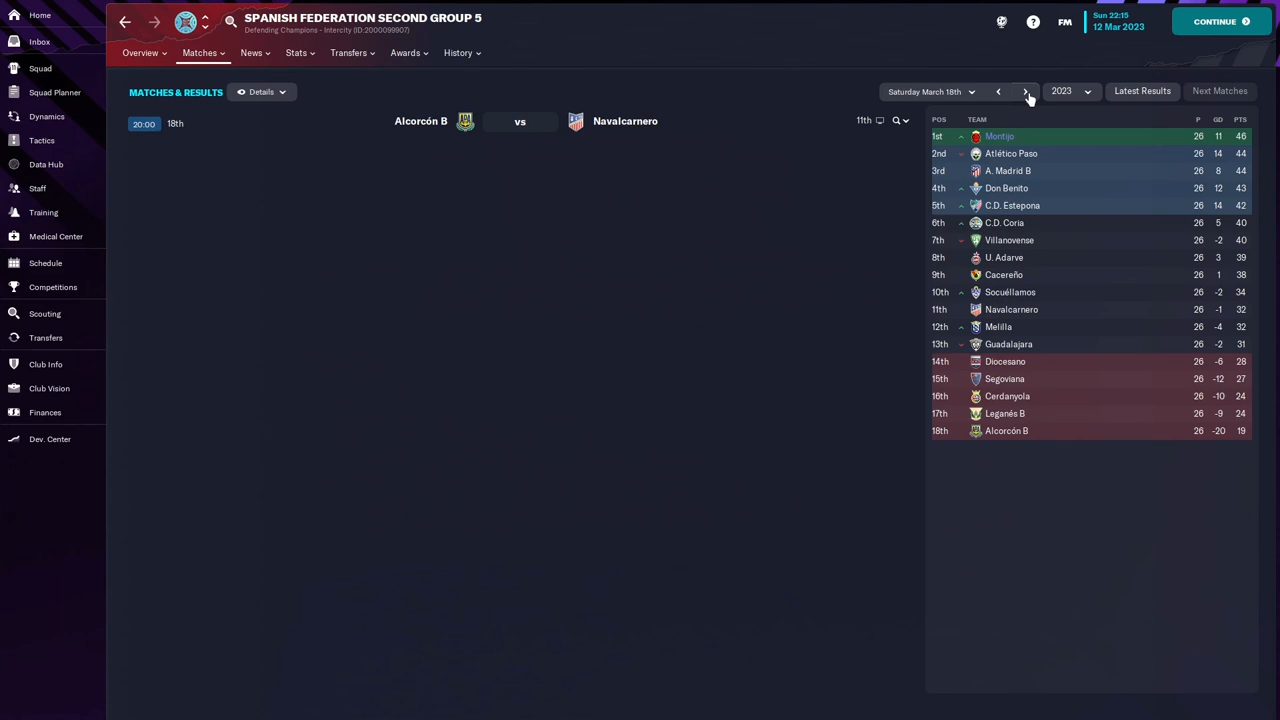 Home
Inbox
Squad
Squad Planner
Dynamics
Tactics
Data Hub
Staff
Training
Medical Center
Schedule
Competitions
Scouting
Transfers
Club Info
Club Vision
Finances
Dev. Center
SPANISH FEDERATION SECOND GROUP 5
Defending Champions - Intercity (ID:2000099907)
FM
Sun 22:15
12 Mar 2023
CONTINUE
Overview Matches News Stats Transfers Awards History
MATCHES & RESULTS Details
Saturday March 18th 2023 Latest Results Next Matches
20:00 18th Alcorcón B vs Navalcarnero 11th
POS TEAM P GD PTS
1st Montijo 26 11 46
2nd Atlético Paso 26 14 44
3rd A. Madrid B 26 8 44
4th Don Benito 26 12 43
5th C.D. Estepona 26 14 42
6th C.D. Coria 26 5 40
7th Villanovense 26 -2 40
8th U. Adarve 26 3 39
9th Cacereño 26 1 38
10th Socuéllamos 26 -2 34
11th Navalcarnero 26 -1 32
12th Melilla 26 -4 32
13th Guadalajara 26 -2 31
14th Diocesano 26 -6 28
15th Segoviana 26 -12 27
16th Cerdanyola 26 -10 24
17th Leganés B 26 -9 24
18th Alcorcón B 26 -20 19